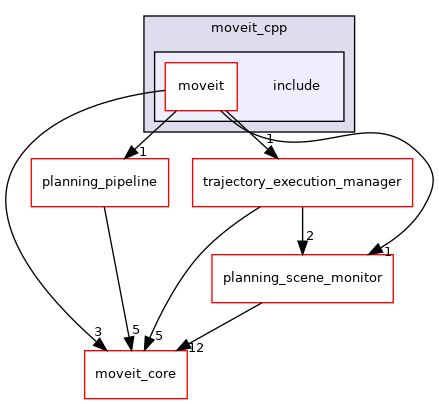 moveit_cpp
moveit
include
1
1
planning_pipeline
trajectory_execution_manager
2
1
planning_scene_monitor
3
5
5
12
moveit_core